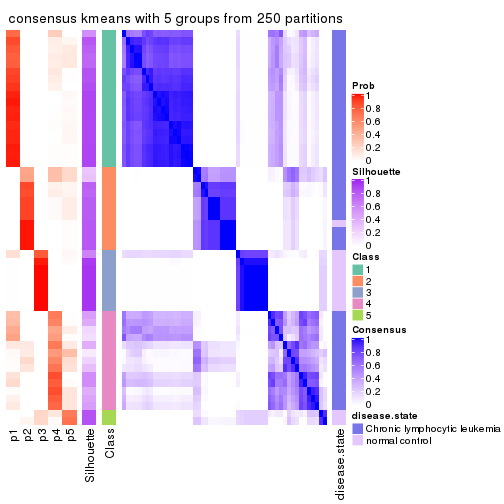 consensus kmeans with 5 groups from 250 partitions
Prob
1
0.8
0.6
0.4
0.2
0
Silhouette
1
0.8
0.6
0.4
0.2
0
Class
1
2
3
4
5
Consensus
1
0.8
0.6
0.4
0.2
0
disease.state
Chronic lymphocytic leukemia
normal control
p1
p2
p3
p4
p5
Silhouette
Class
disease.state